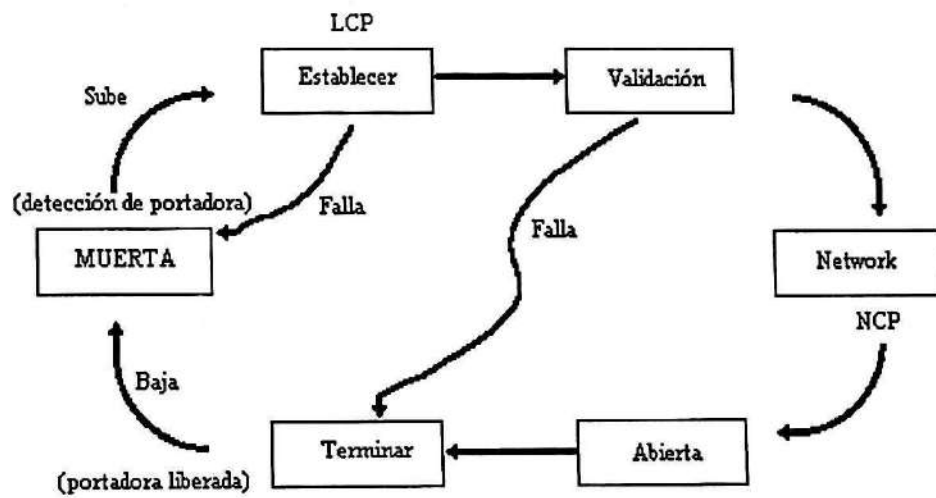 LCP
Establecer
Validación
Sube
(detección de portadora)
Falla
Falla
MUERTA
Network
NCP
Baja
Terminar
Abierta
(portadora liberada)